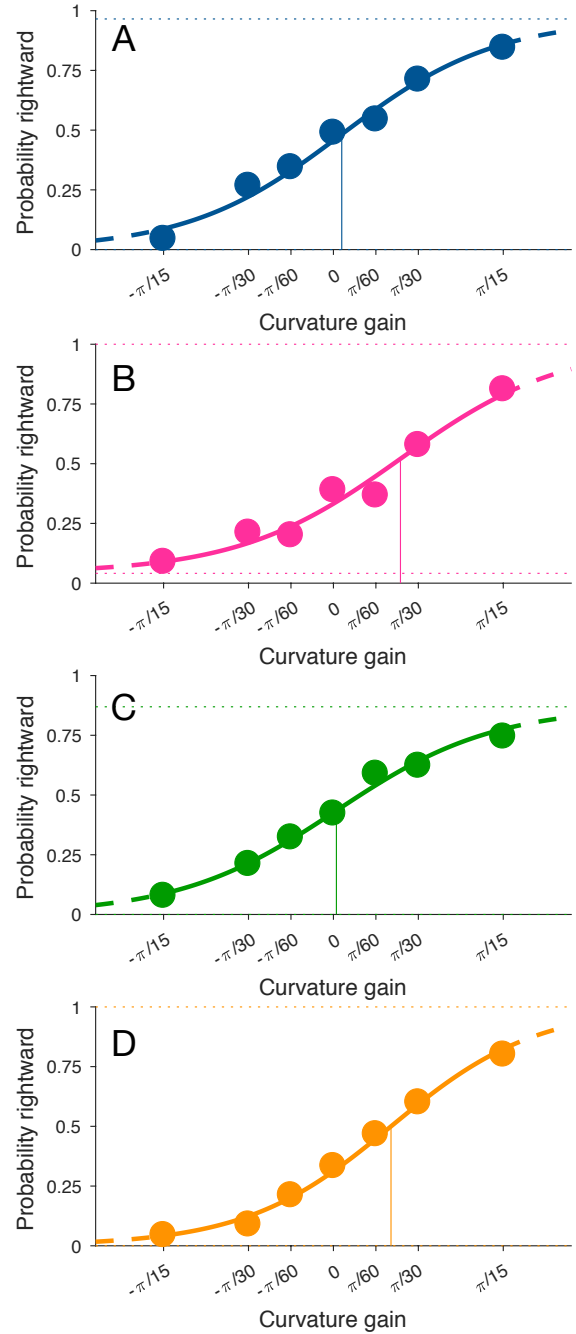 A
Probability rightward
1
0.75
0.5
0.25
0
-π/15
-π/30
-π/60
0
π/60
π/30
π/15
Curvature gain
B
Probability rightward
1
0.75
0.5
0.25
0
-π/15
-π/30
-π/60
0
π/60
π/30
π/15
Curvature gain
C
Probability rightward
1
0.75
0.5
0.25
0
-π/15
-π/30
-π/60
0
π/60
π/30
π/15
Curvature gain
D
Probability rightward
1
0.75
0.5
0.25
0
-π/15
-π/30
-π/60
0
π/60
π/30
π/15
Curvature gain